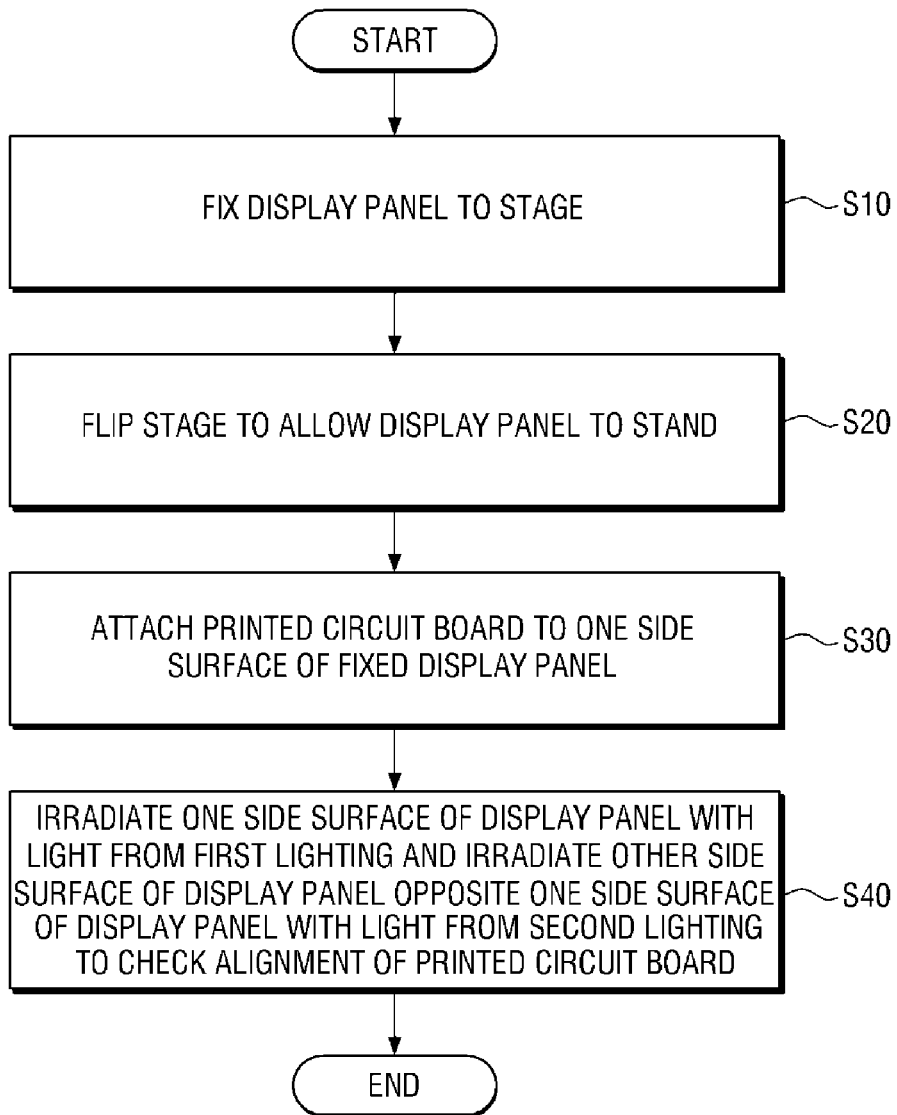 START
FIX DISPLAY PANEL TO STAGE
S10
FLIP STAGE TO ALLOW DISPLAY PANEL TO STAND
S20
ATTACH PRINTED CIRCUIT BOARD TO ONE SIDE
SURFACE OF FIXED DISPLAY PANEL
S30
IRRADIATE ONE SIDE SURFACE OF DISPLAY PANEL WITH
LIGHT FROM FIRST LIGHTING AND IRRADIATE OTHER SIDE
SURFACE OF DISPLAY PANEL OPPOSITE ONE SIDE SURFACE
OF DISPLAY PANEL WITH LIGHT FROM SECOND LIGHTING
TO CHECK ALIGNMENT OF PRINTED CIRCUIT BOARD
S40
END